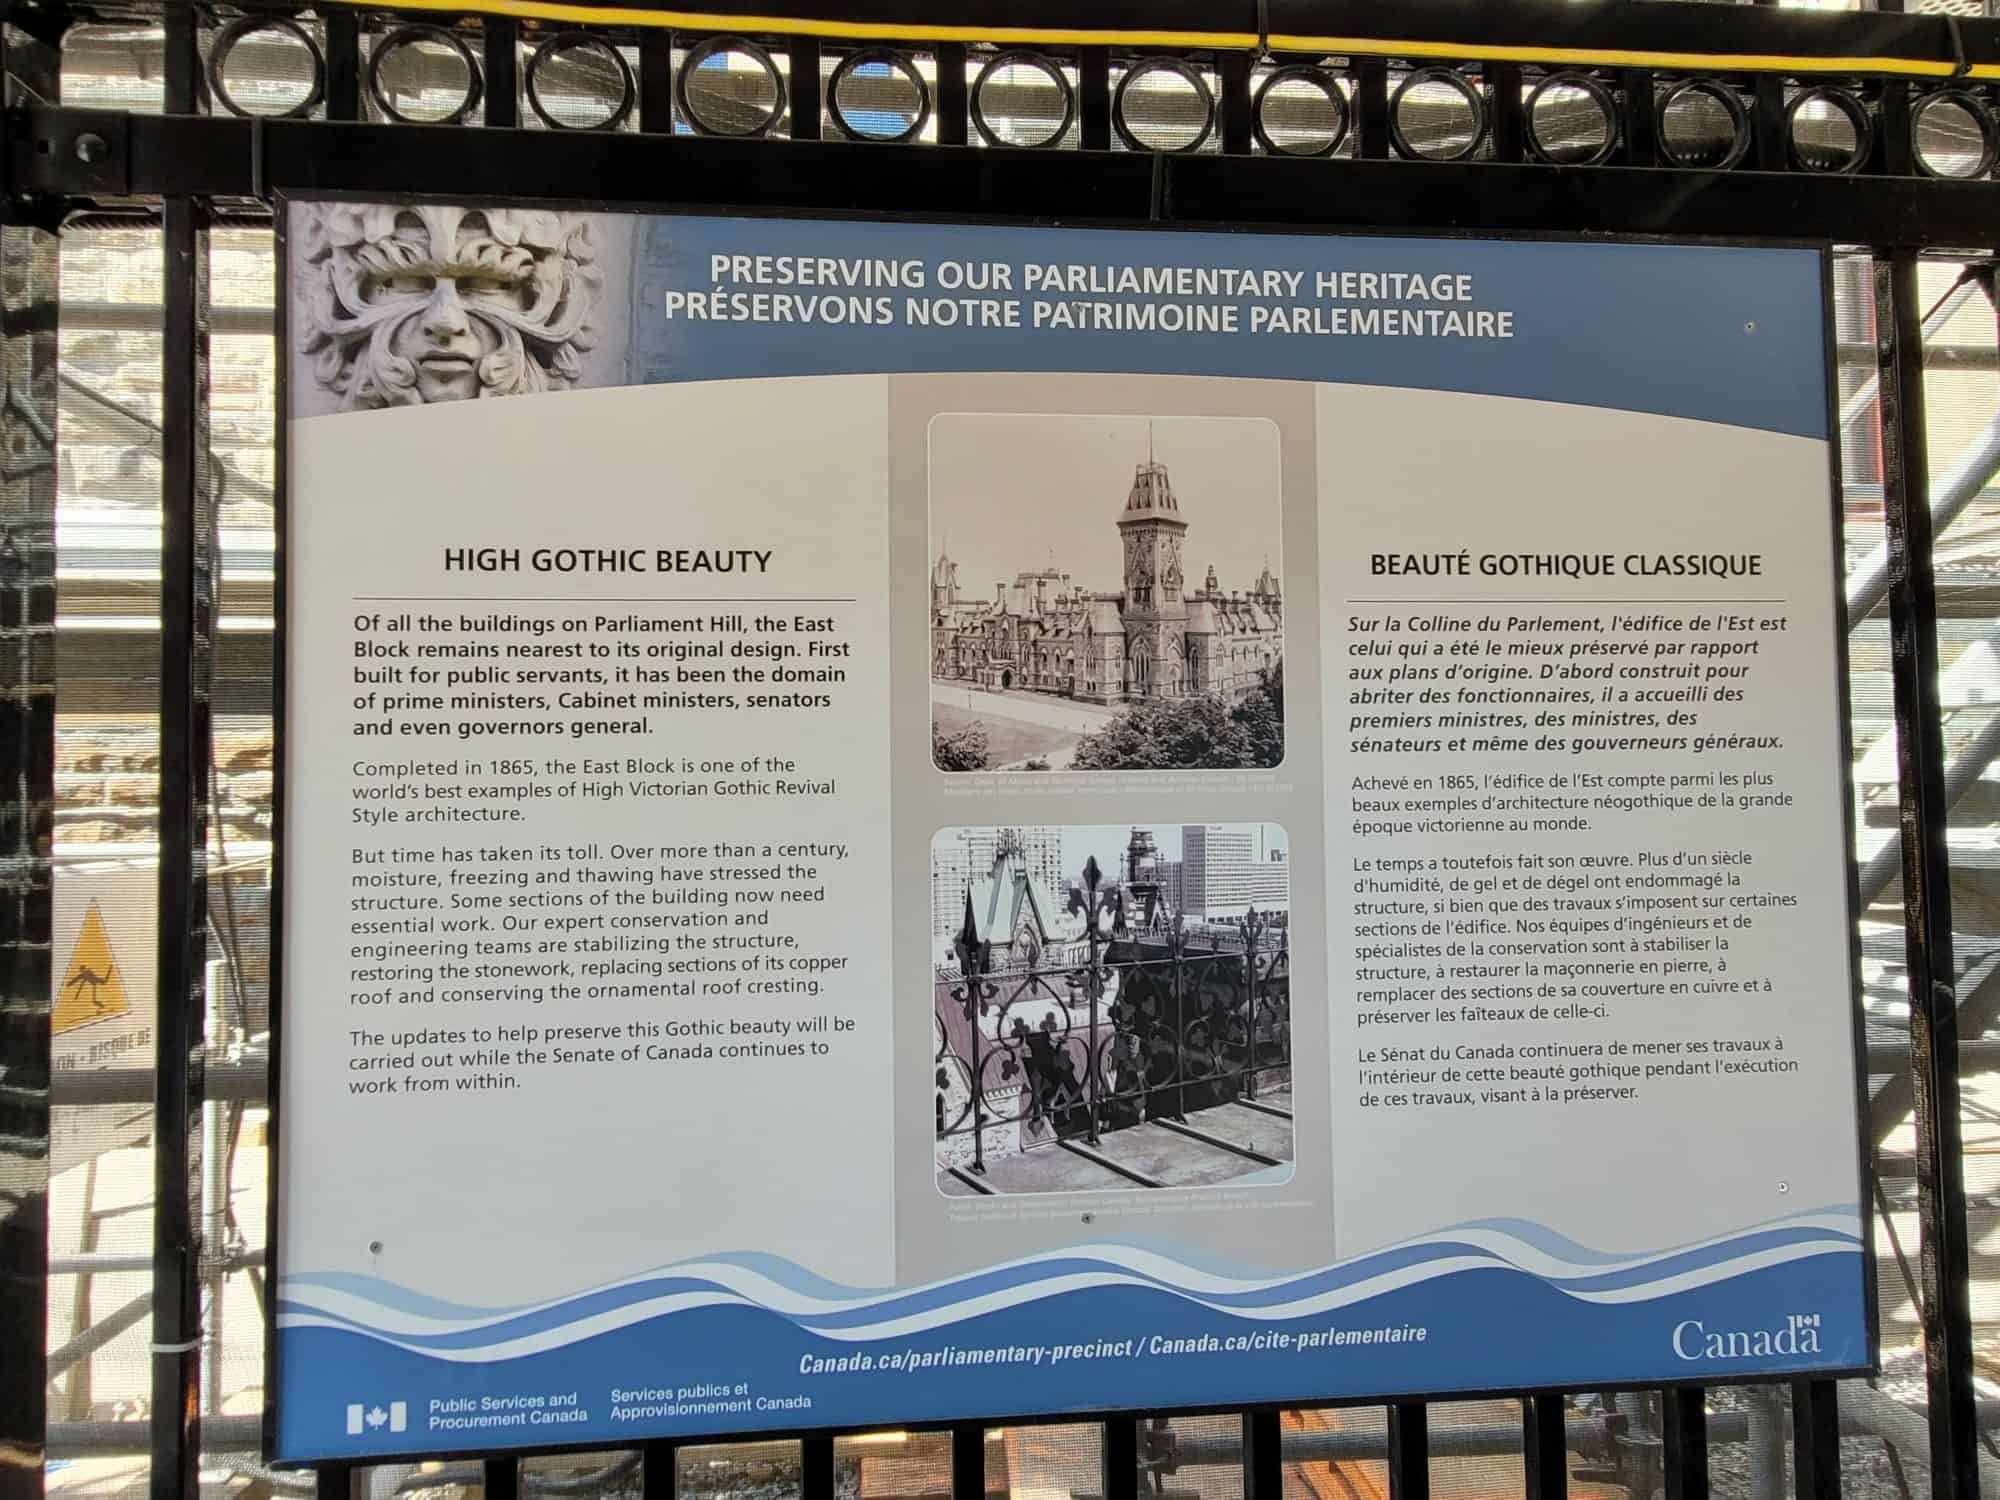 PRESERVING OUR PARLIAMENTARY HERITAGE
PRÉSERVONS NOTRE PATRIMOINE PARLEMENTAIRE
HIGH GOTHIC BEAUTY
Of all the buildings on Parliament Hill, the East
Block remains nearest to its original design. First
built for public servants, it has been the domain
of prime ministers, Cabinet ministers, senators
and even governors general.
Completed in 1865, the East Block is one of the
world's best examples of High Victorian Gothic Revival
Style architecture.
But time has taken its toll. Over more than a century,
moisture, freezing and thawing have stressed the
structure. Some sections of the building now need
essential work. Our expert conservation and
engineering teams are stabilizing the structure,
restoring the stonework, replacing sections of its copper
roof and conserving the ornamental roof cresting.
The updates to help preserve this Gothic beauty will be
carried out while the Senate of Canada continues to
work from within.
BEAUTÉ GOTHIQUE CLASSIQUE
Sur la Colline du Parlement, l'édifice de l'Est est
celui qui a été le mieux préservé par rapport
aux plans d'origine. D'abord construit pour
abriter des fonctionnaires, il a accueilli des
premiers ministres, des ministres, des
sénateurs et même des gouverneurs généraux.
Achevé en 1865, l'édifice de l'Est compte parmi les plus
beaux exemples d'architecture néogothique de la grande
époque victorienne au monde.
Le temps a toutefois fait son œuvre. Plus d'un siècle
d'humidité, de gel et de dégel ont endommagé la
structure, si bien que des travaux s'imposent sur certaines
sections de l'édifice. Nos équipes d'ingénieurs et de
spécialistes de la conservation sont à stabiliser la
structure, à restaurer la maçonnerie en pierre, à
remplacer des sections de sa couverture en cuivre et à
préserver les faîteaux de celle-ci.
Le Sénat du Canada continuera de mener ses travaux à
l'intérieur de cette beauté gothique pendant l'exécution
de ces travaux, visant à la préserver.
Canada.ca/parliamentary-precinct / Canada.ca/cite-parlementaire
Public Services and
Procurement Canada
Services publics et
Approvisionnement Canada
Canada
RISQUE DE